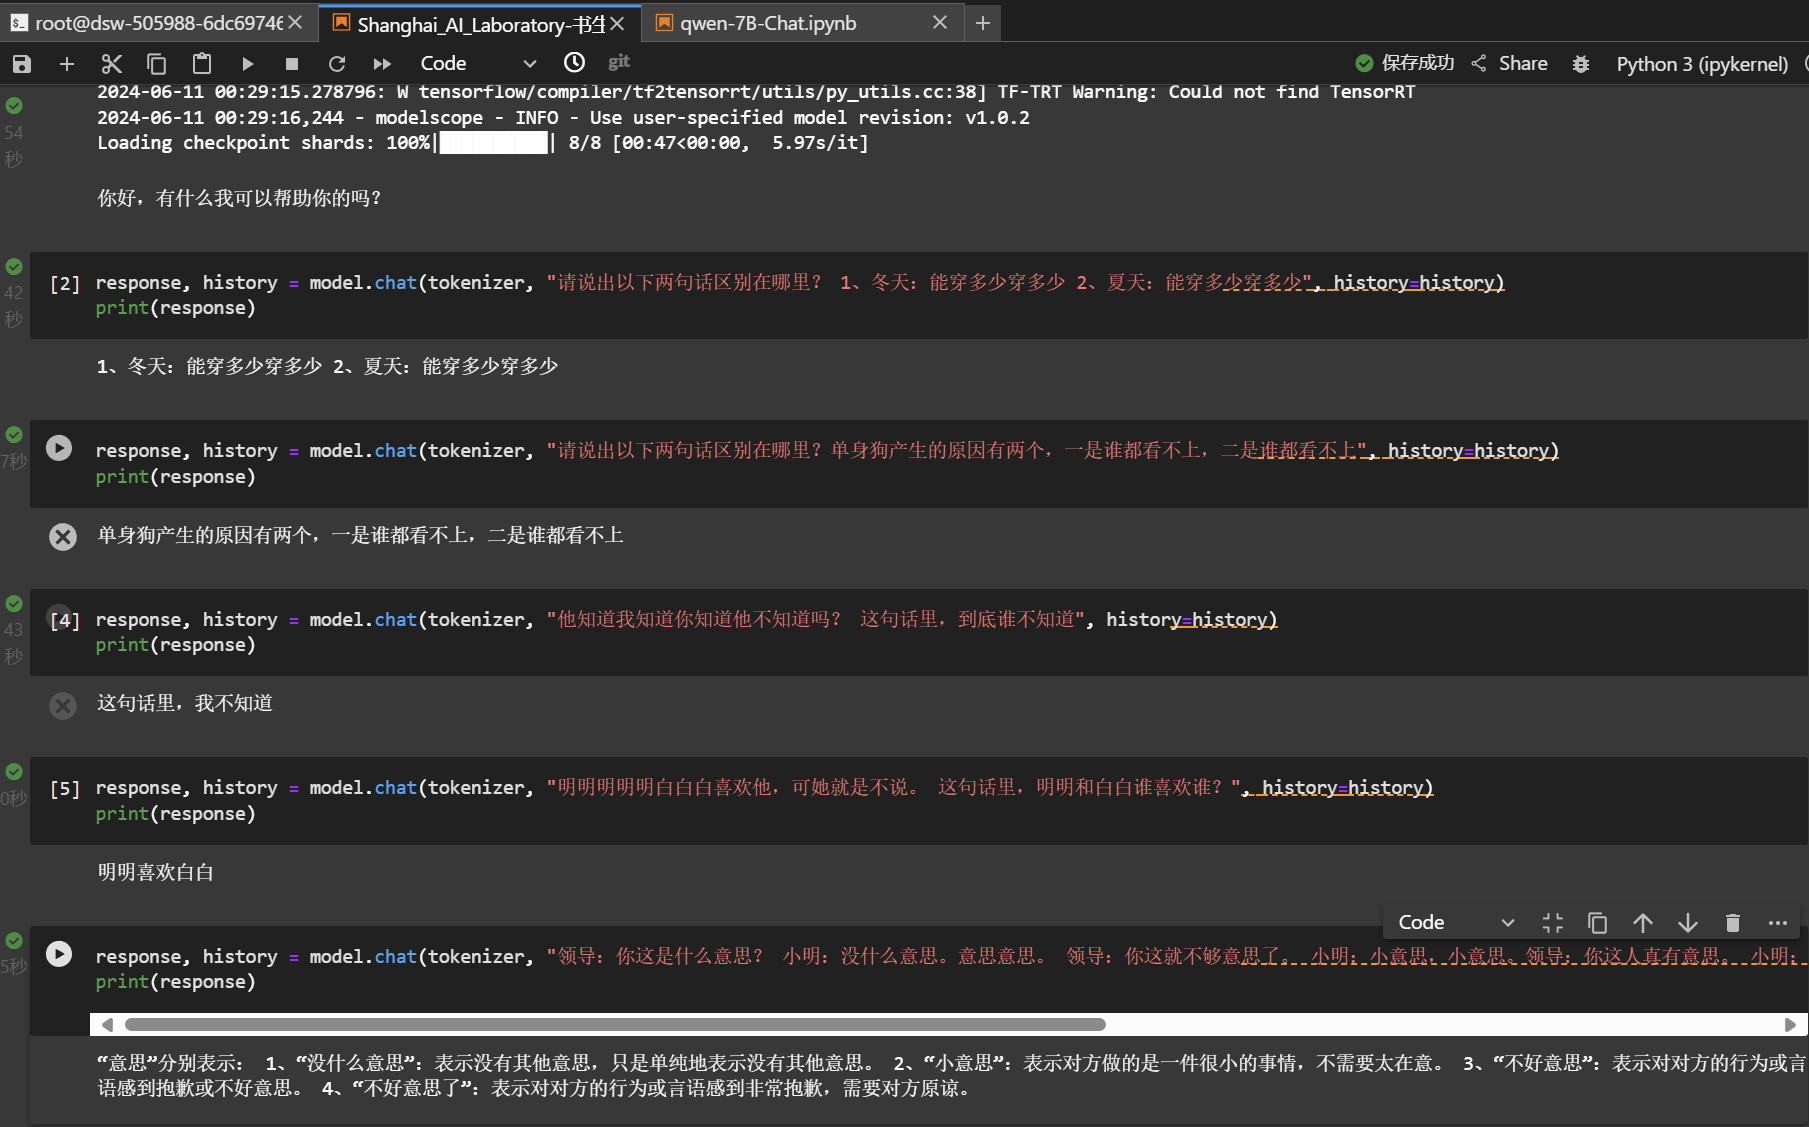 root@dsw-505988-6dc69746
Shanghai_AI_Laboratory-书生
qwen-7B-Chat.ipynb
Code
git
保存成功
Share
Python 3 (ipykernel)
2024-06-11 00:29:15.278796: W tensorflow/compiler/tf2tensorrt/utils/py_utils.cc:38] TF-TRT Warning: Could not find TensorRT
54
2024-06-11 00:29:16,244 - modelscope - INFO - Use user-specified model revision: v1.0.2
秒
Loading checkpoint shards: 100%|██████████| 8/8 [00:47<00:00,  5.97s/it]
你好，有什么我可以帮助你的吗？
42
秒
[2]
response, history = model.chat(tokenizer, "请说出以下两句话区别在哪里？ 1、冬天：能穿多少穿多少 2、夏天：能穿多少穿多少", history=history)
print(response)
1、冬天：能穿多少穿多少 2、夏天：能穿多少穿多少
7秒
response, history = model.chat(tokenizer, "请说出以下两句话区别在哪里？单身狗产生的原因有两个，一是谁都看不上，二是谁都看不上", history=history)
print(response)
单身狗产生的原因有两个，一是谁都看不上，二是谁都看不上
43
秒
[4]
response, history = model.chat(tokenizer, "他知道我知道你知道他不知道吗？ 这句话里，到底谁不知道", history=history)
print(response)
这句话里，我不知道
0秒
[5]
response, history = model.chat(tokenizer, "明明明明明白白白喜欢他，可她就是不说。 这句话里，明明和白白谁喜欢谁？", history=history)
print(response)
明明喜欢白白
Code
5秒
response, history = model.chat(tokenizer, "领导：你这是什么意思？ 小明：没什么意思。意思意思。 领导：你这就不够意思了。 小明：小意思，小意思。领导：你这人真有意思。 小明：
print(response)
“意思”分别表示： 1、“没什么意思”：表示没有其他意思，只是单纯地表示没有其他意思。 2、“小意思”：表示对方做的是一件很小的事情，不需要太在意。 3、“不好意思”：表示对对方的行为或言
语感到抱歉或不好意思。 4、“不好意思了”：表示对对方的行为或言语感到非常抱歉，需要对方原谅。